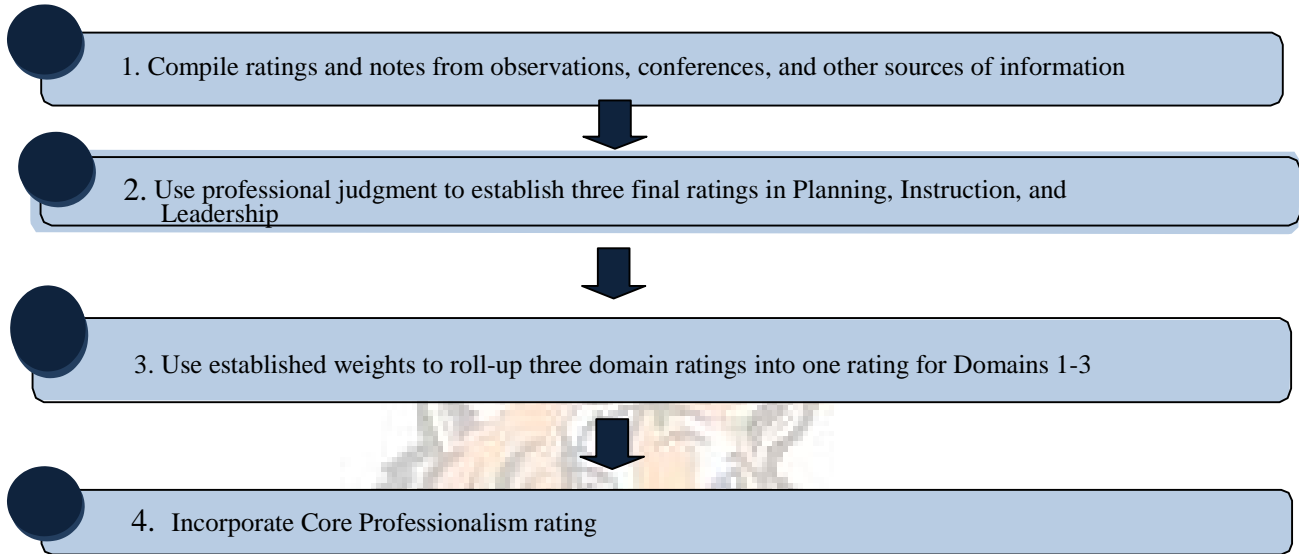 1. Compile ratings and notes from observations, conferences, and other sources of information
2. Use professional judgment to establish three final ratings in Planning, Instruction, and
Leadership
3. Use established weights to roll-up three domain ratings into one rating for Domains 1-3
4. Incorporate Core Professionalism rating